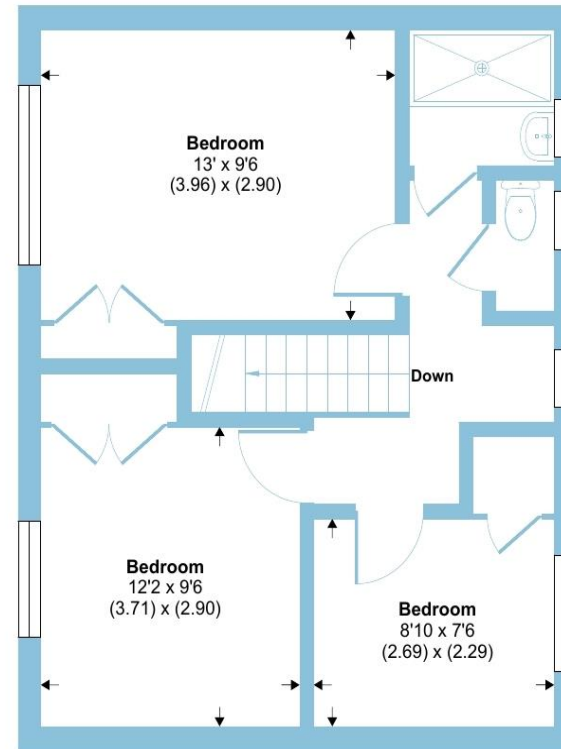 Bedroom
13' x 9'6
(3.96) x (2.90)
Down
Bedroom
12'2 x 9'6
(3.71) x (2.90)
Bedroom
8'10 x 7'6
(2.69) x (2.29)